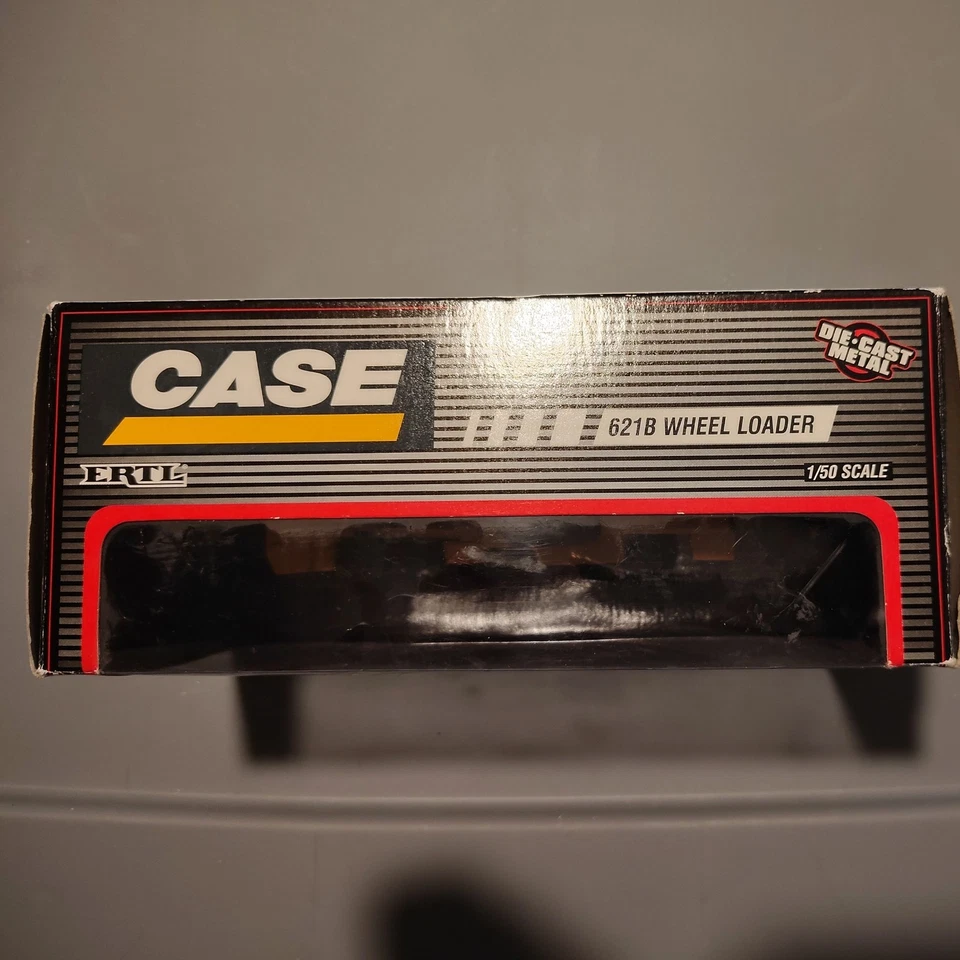 DIE•CAST
METAL
CASE
621B WHEEL LOADER
ERTL
1/50 SCALE